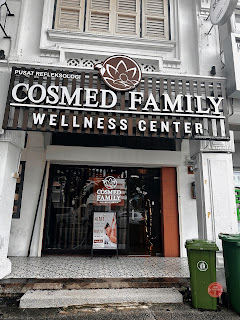 PUSAT REFLEKSOLOGI
COSMED FAMILY
WELLNESS CENTER
COSMED
FAMILY